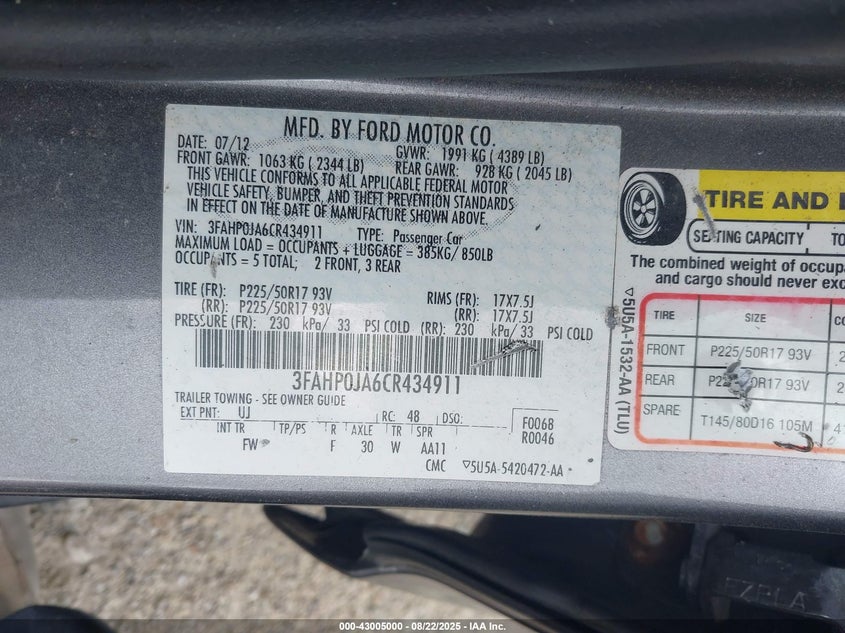 MFD. BY FORD MOTOR CO.
DATE: 07/12 GVWR: 1991 KG ( 4389 LB)
FRONT GAWR: 1063 KG ( 2344 LB) REAR GAWR: 928 KG ( 2045 LB)
THIS VEHICLE CONFORMS TO ALL APPLICABLE FEDERAL MOTOR
VEHICLE SAFETY, BUMPER, AND THEFT PREVENTION STANDARDS
IN EFFECT ON THE DATE OF MANUFACTURE SHOWN ABOVE.
VIN: 3FAHP0JA6CR434911 TYPE: Passenger Car
MAXIMUM LOAD = OCCUPANTS + LUGGAGE = 385KG/ 850LB
OCCUPANTS = 5 TOTAL; 2 FRONT, 3 REAR
TIRE (FR): P225/50R17 93V RIMS (FR): 17X7.5J
(RR): P225/50R17 93V (RR): 17X7.5J
PRESSURE (FR): 230 kPa/ 33 PSI COLD (RR): 230 kPa/ 33 PSI COLD
3FAHP0JA6CR434911
TRAILER TOWING - SEE OWNER GUIDE
EXT PNT: UJ RC: 48 DSO: F006B
R0046
INT TR TP/PS R AXLE TR SPR
FW F 30 W AA11
CMC ▽5U5A-5420472-AA
TIRE AND
SEATING CAPACITY
The combined weight of
and cargo should never
▽5U5A-1532-AA (TLU)
TIRE SIZE
FRONT P225/50R17 93V
REAR 50R17 93V
SPARE T145/80D16 105M
000-43005000 - 08/22/2025 - IAA Inc.